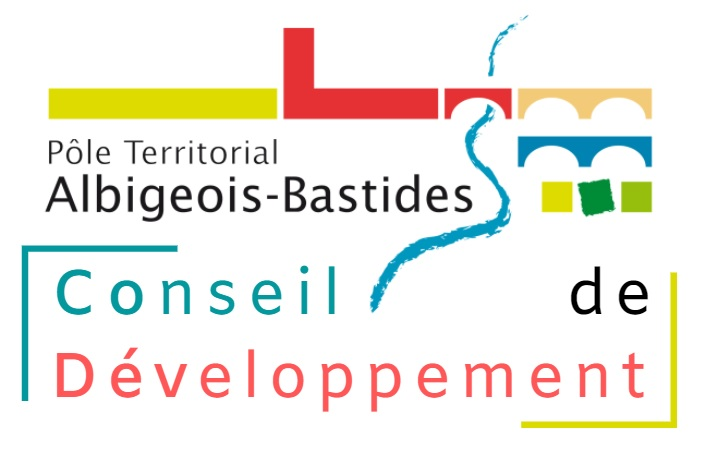 Pôle Territorial
Albigeois-Bastides
Conseil de
Développement